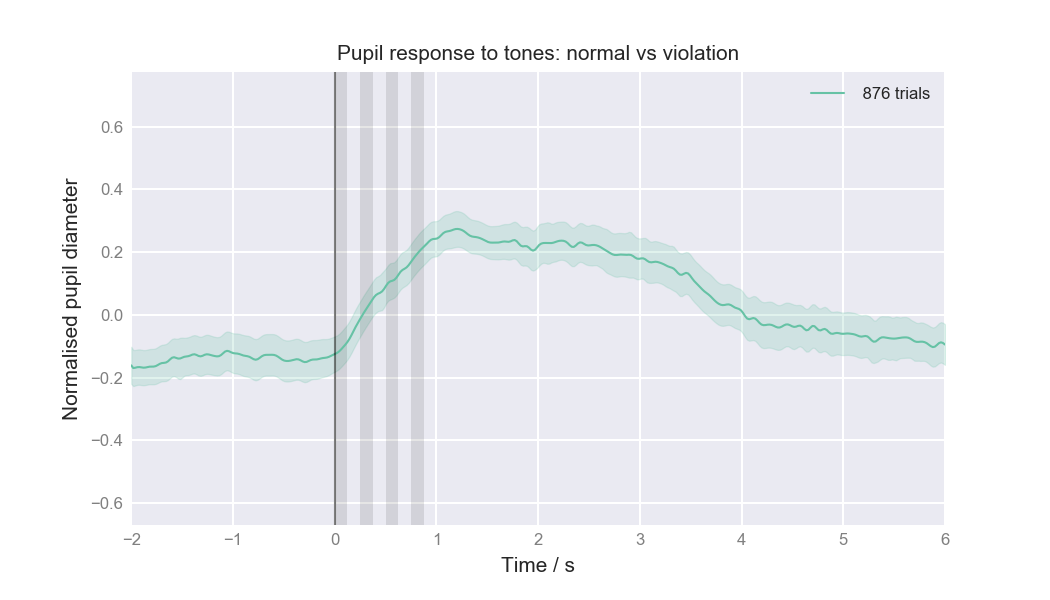 Pupil response to tones: normal vs violation
876 trials
Normalised pupil diameter
0.6
0.4
0.2
0.0
−0.2
−0.4
−0.6
−2 −1 0 1 2 3 4 5 6
Time / s